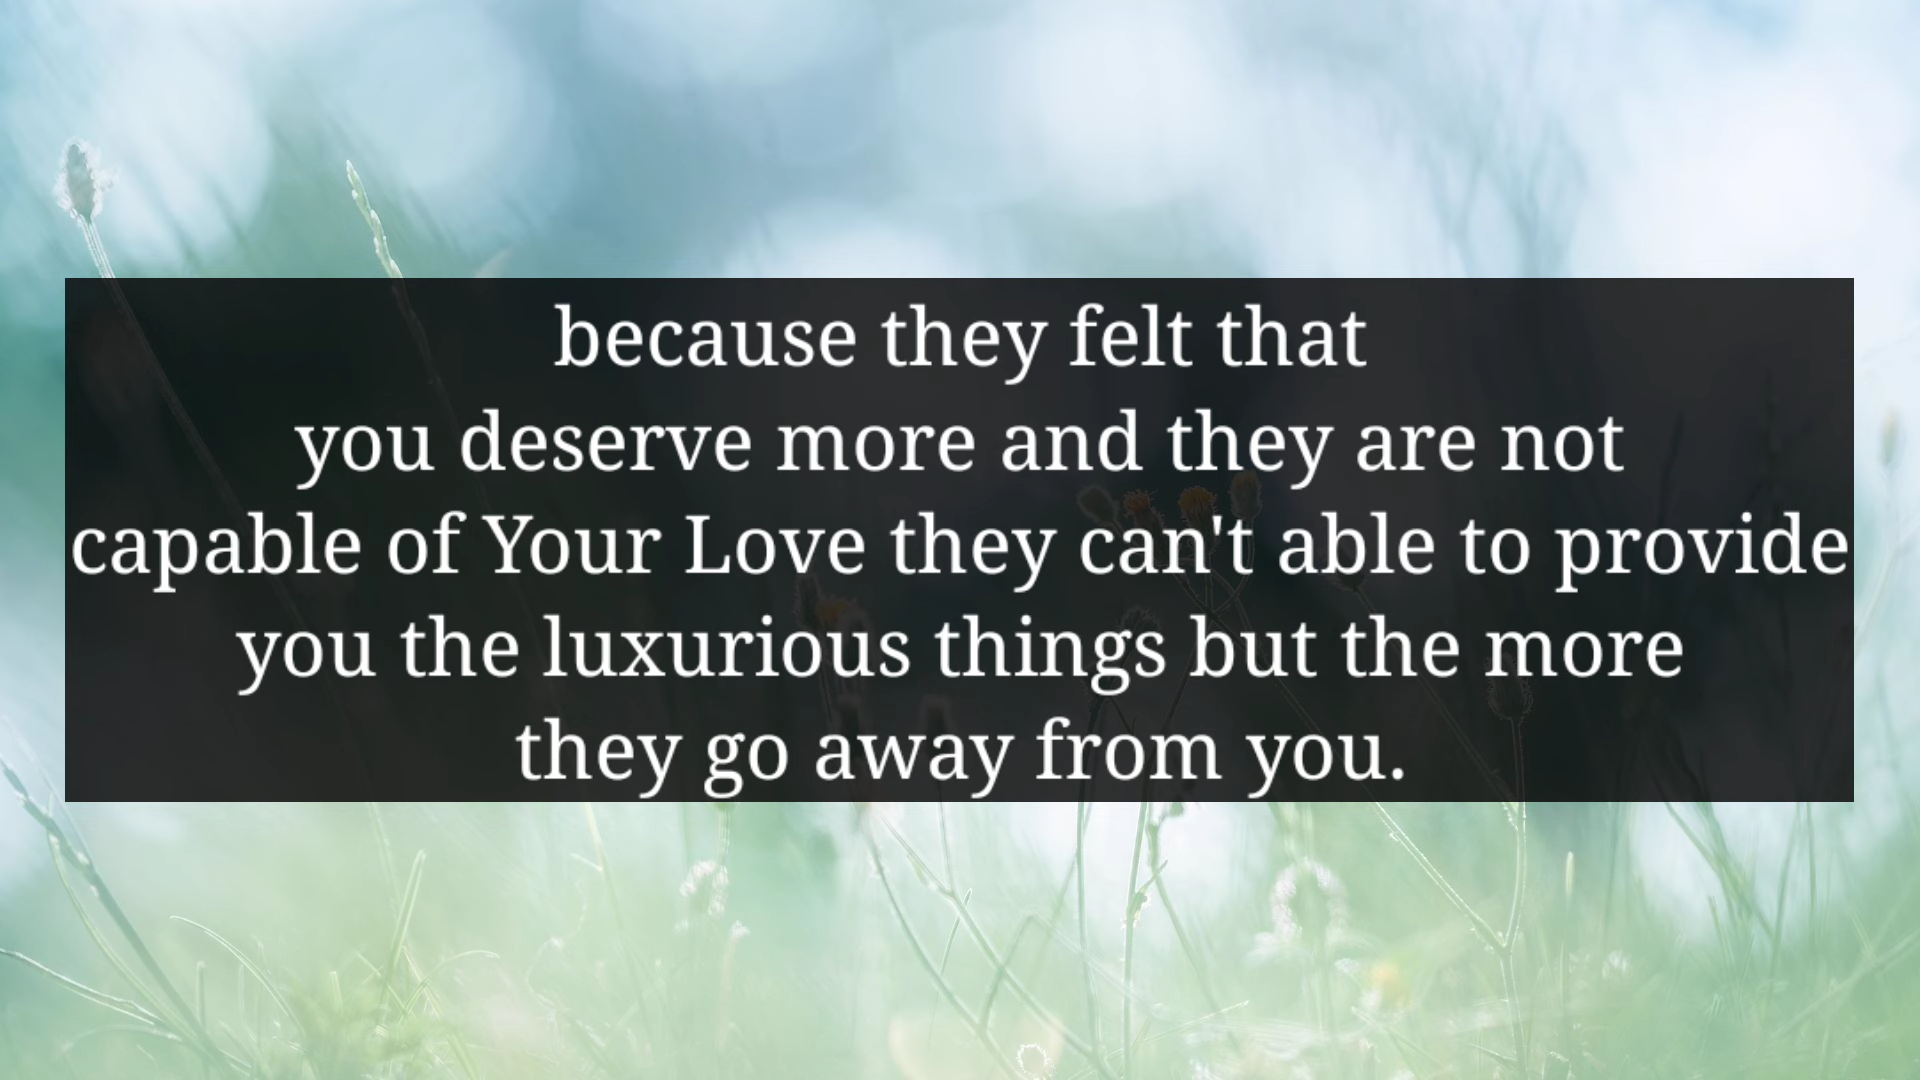 because they felt that
you deserve more and they are not
capable of Your Love they can't able to provide
you the luxurious things but the more
they go away from you.